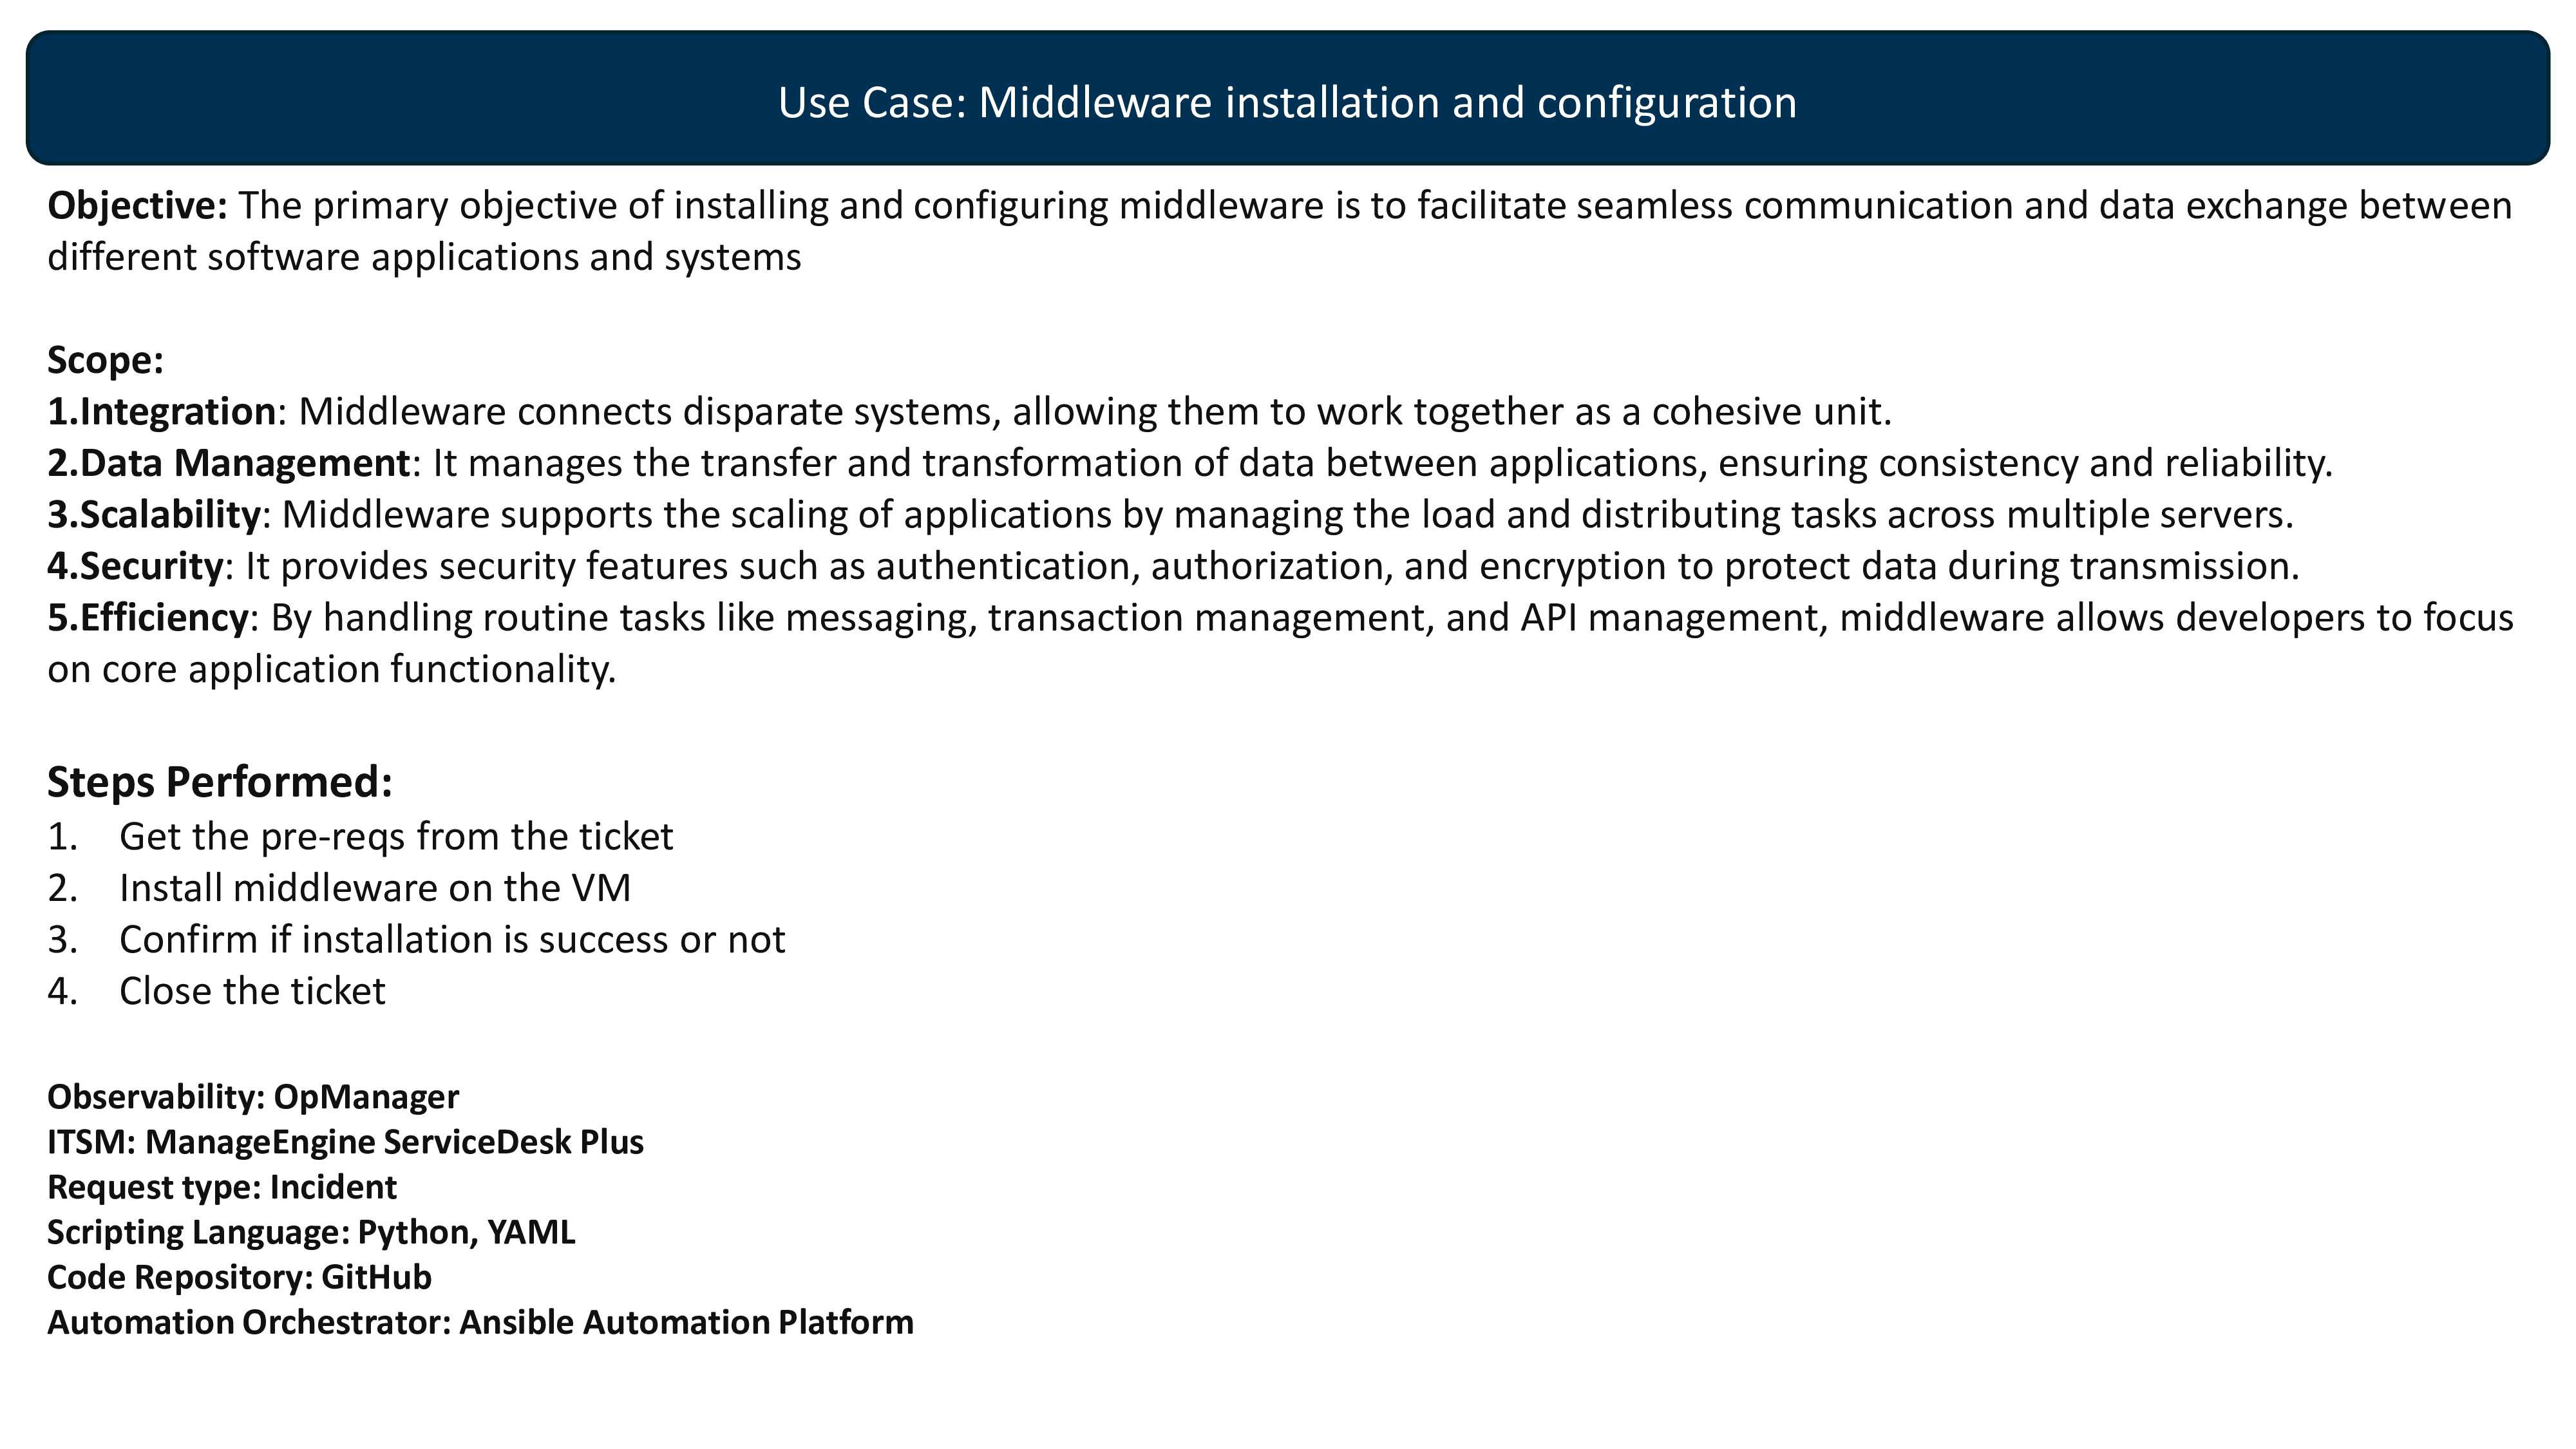 Use Case: Middleware installation and configuration
Objective: The primary objective of installing and configuring middleware is to facilitate seamless communication and data exchange between
different software applications and systems
Scope:
1.Integration: Middleware connects disparate systems, allowing them to work together as a cohesive unit.
2.Data Management: It manages the transfer and transformation of data between applications, ensuring consistency and reliability.
3.Scalability: Middleware supports the scaling of applications by managing the load and distributing tasks across multiple servers.
4.Security: It provides security features such as authentication, authorization, and encryption to protect data during transmission.
5.Efficiency: By handling routine tasks like messaging, transaction management, and API management, middleware allows developers to focus
on core application functionality.
Steps Performed:
1. Get the pre-reqs from the ticket
2. Install middleware on the VM
3. Confirm if installation is success or not
4. Close the ticket
Observability: OpManager
ITSM: ManageEngine ServiceDesk Plus
Request type: Incident
Scripting Language: Python, YAML
Code Repository: GitHub
Automation Orchestrator: Ansible Automation Platform